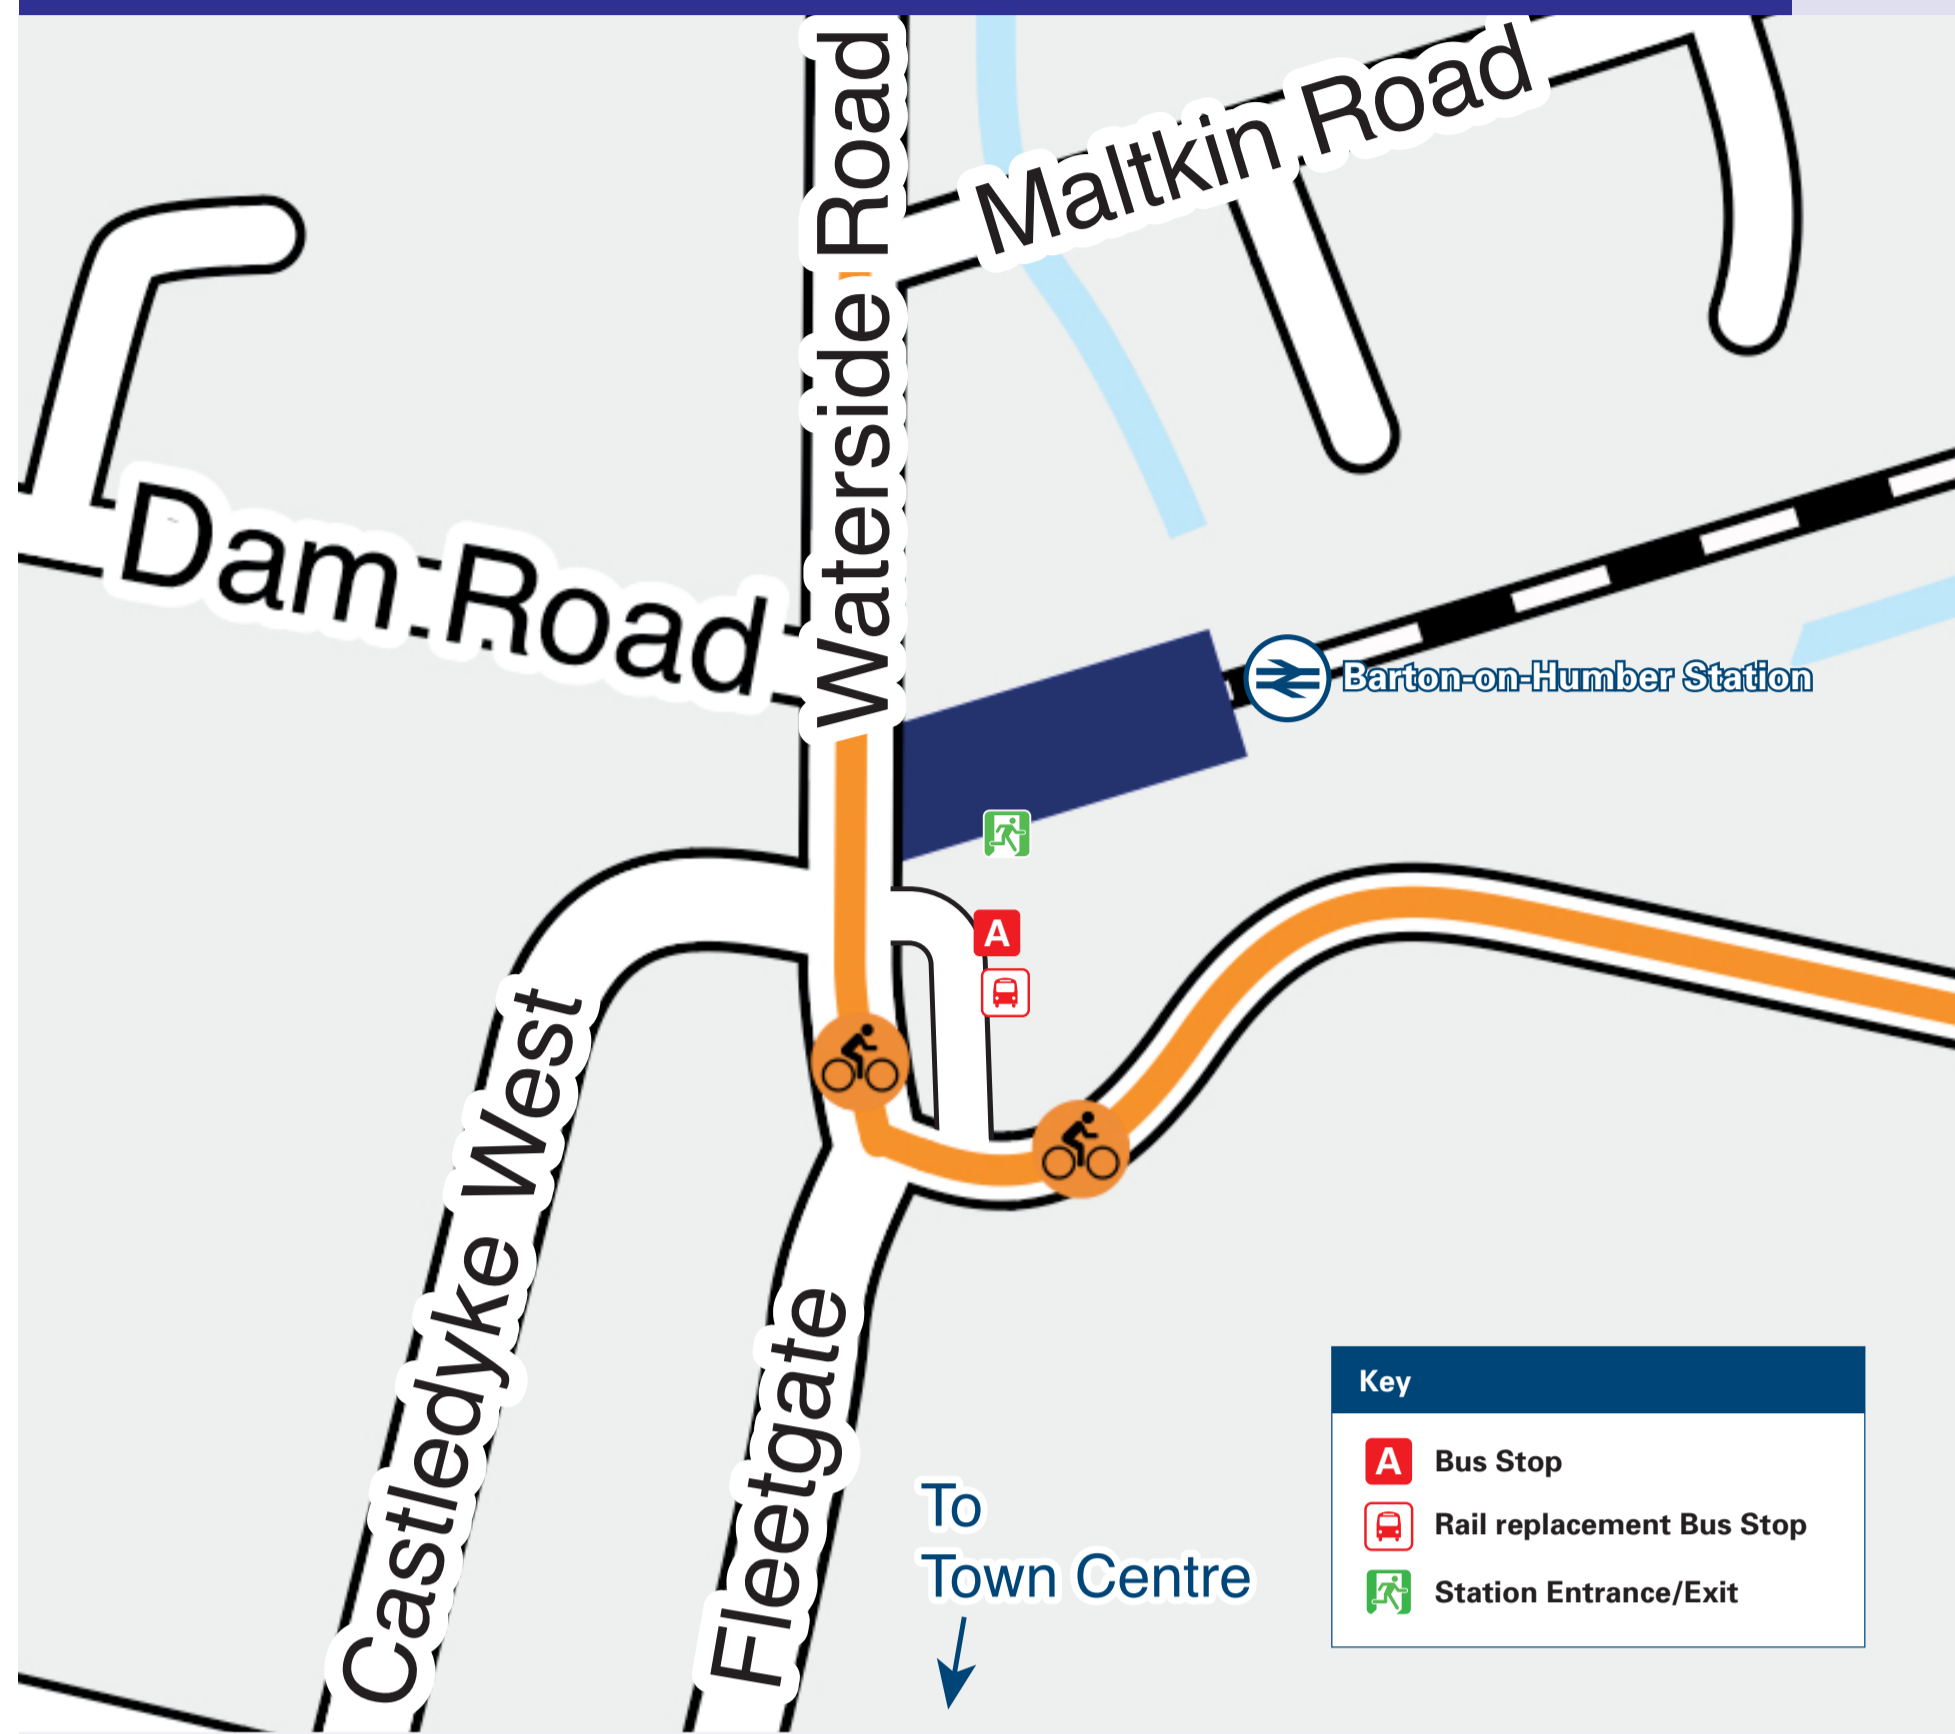 Waterside Road
Maltkin Road
Dam Road
Barton-on-Humber Station
A
Castledyke West
Fleetgate
To
Town Centre
Key
A Bus Stop
Rail replacement Bus Stop
Station Entrance/Exit